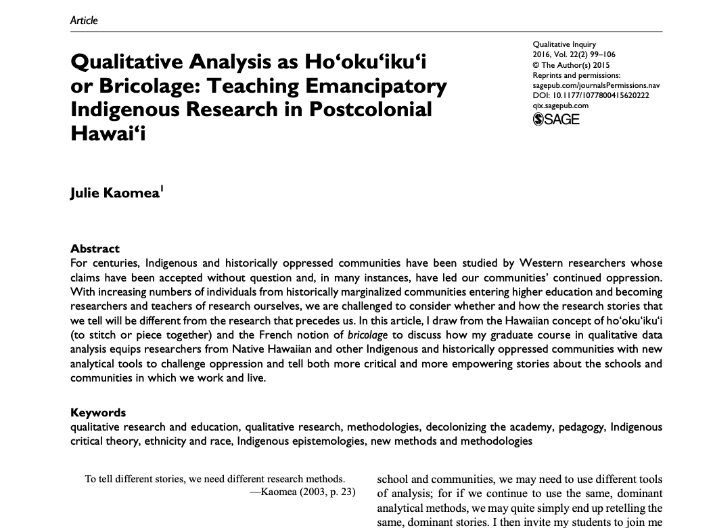 Article
Qualitative Inquiry
2016, Vol. 22(2) 99–106
© The Author(s) 2015
Reprints and permissions:
sagepub.com/journalsPermissions.nav
DOI: 10.1177/1077800415620222
qix.sagepub.com
SAGE
Qualitative Analysis as Ho‘oku‘iku‘i
or Bricolage: Teaching Emancipatory
Indigenous Research in Postcolonial
Hawai‘i
Julie Kaomea1
Abstract
For centuries, Indigenous and historically oppressed communities have been studied by Western researchers whose
claims have been accepted without question and, in many instances, have led our communities’ continued oppression.
With increasing numbers of individuals from historically marginalized communities entering higher education and becoming
researchers and teachers of research ourselves, we are challenged to consider whether and how the research stories that
we tell will be different from the research that precedes us. In this article, I draw from the Hawaiian concept of ho‘oku‘iku‘i
(to stitch or piece together) and the French notion of bricolage to discuss how my graduate course in qualitative data
analysis equips researchers from Native Hawaiian and other Indigenous and historically oppressed communities with new
analytical tools to challenge oppression and tell both more critical and more empowering stories about the schools and
communities in which we work and live.
Keywords
qualitative research and education, qualitative research, methodologies, decolonizing the academy, pedagogy, Indigenous
critical theory, ethnicity and race, Indigenous epistemologies, new methods and methodologies
To tell different stories, we need different research methods.
—Kaomea (2003, p. 23)
school and communities, we may need to use different tools
of analysis; for if we continue to use the same, dominant
analytical methods, we may quite simply end up retelling the
same, dominant stories. I then invite my students to join me